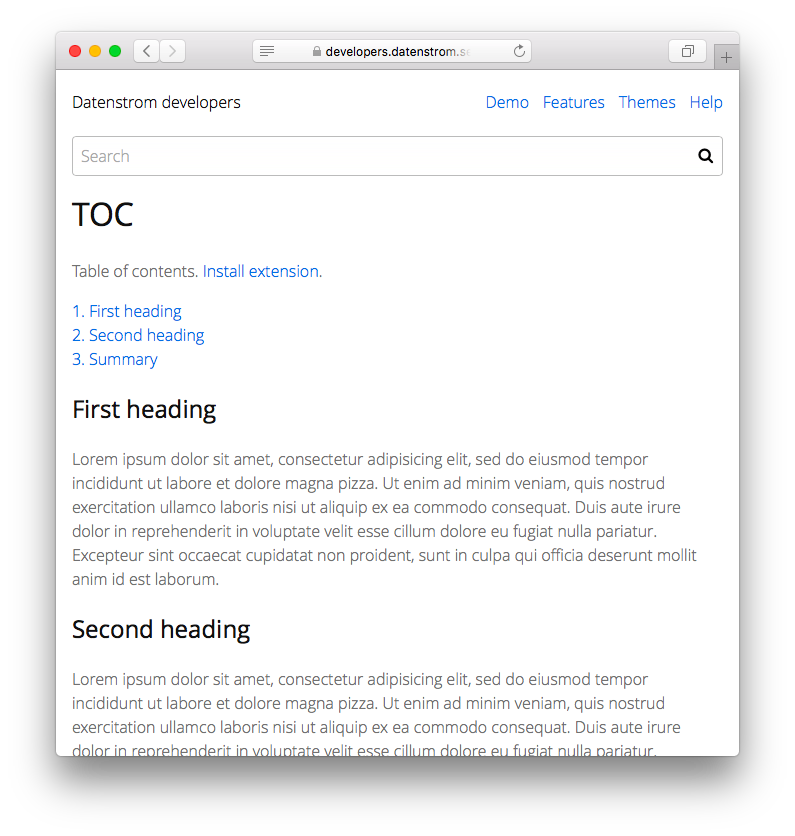 developers.datenstrom.se
Datenstrom developers
Demo Features Themes Help
Search
TOC
Table of contents. Install extension.
1. First heading
2. Second heading
3. Summary
First heading
Lorem ipsum dolor sit amet, consectetur adipisicing elit, sed do eiusmod tempor
incididunt ut labore et dolore magna pizza. Ut enim ad minim veniam, quis nostrud
exercitation ullamco laboris nisi ut aliquip ex ea commodo consequat. Duis aute irure
dolor in reprehenderit in voluptate velit esse cillum dolore eu fugiat nulla pariatur.
Excepteur sint occaecat cupidatat non proident, sunt in culpa qui officia deserunt mollit
anim id est laborum.
Second heading
Lorem ipsum dolor sit amet, consectetur adipisicing elit, sed do eiusmod tempor
incididunt ut labore et dolore magna pizza. Ut enim ad minim veniam, quis nostrud
exercitation ullamco laboris nisi ut aliquip ex ea commodo consequat. Duis aute irure
dolor in reprehenderit in voluptate velit esse cillum dolore eu fugiat nulla pariatur.